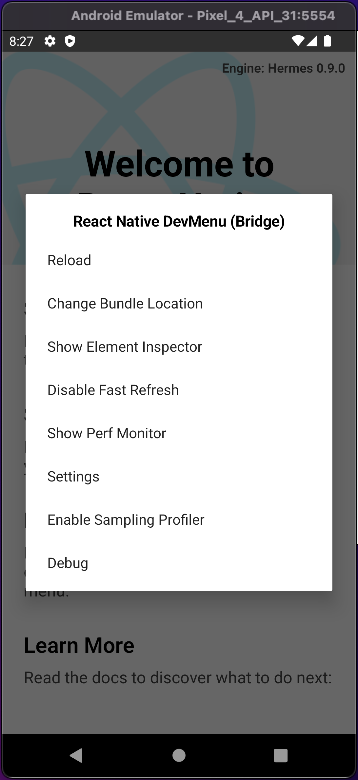 Android Emulator - Pixel_4_API_31:5554
8:27
Engine: Hermes 0.9.0
Welcome to
React Native DevMenu (Bridge)
Reload
Change Bundle Location
Show Element Inspector
Disable Fast Refresh
Show Perf Monitor
Settings
Enable Sampling Profiler
Debug
menu.
Learn More
Read the docs to discover what to do next: